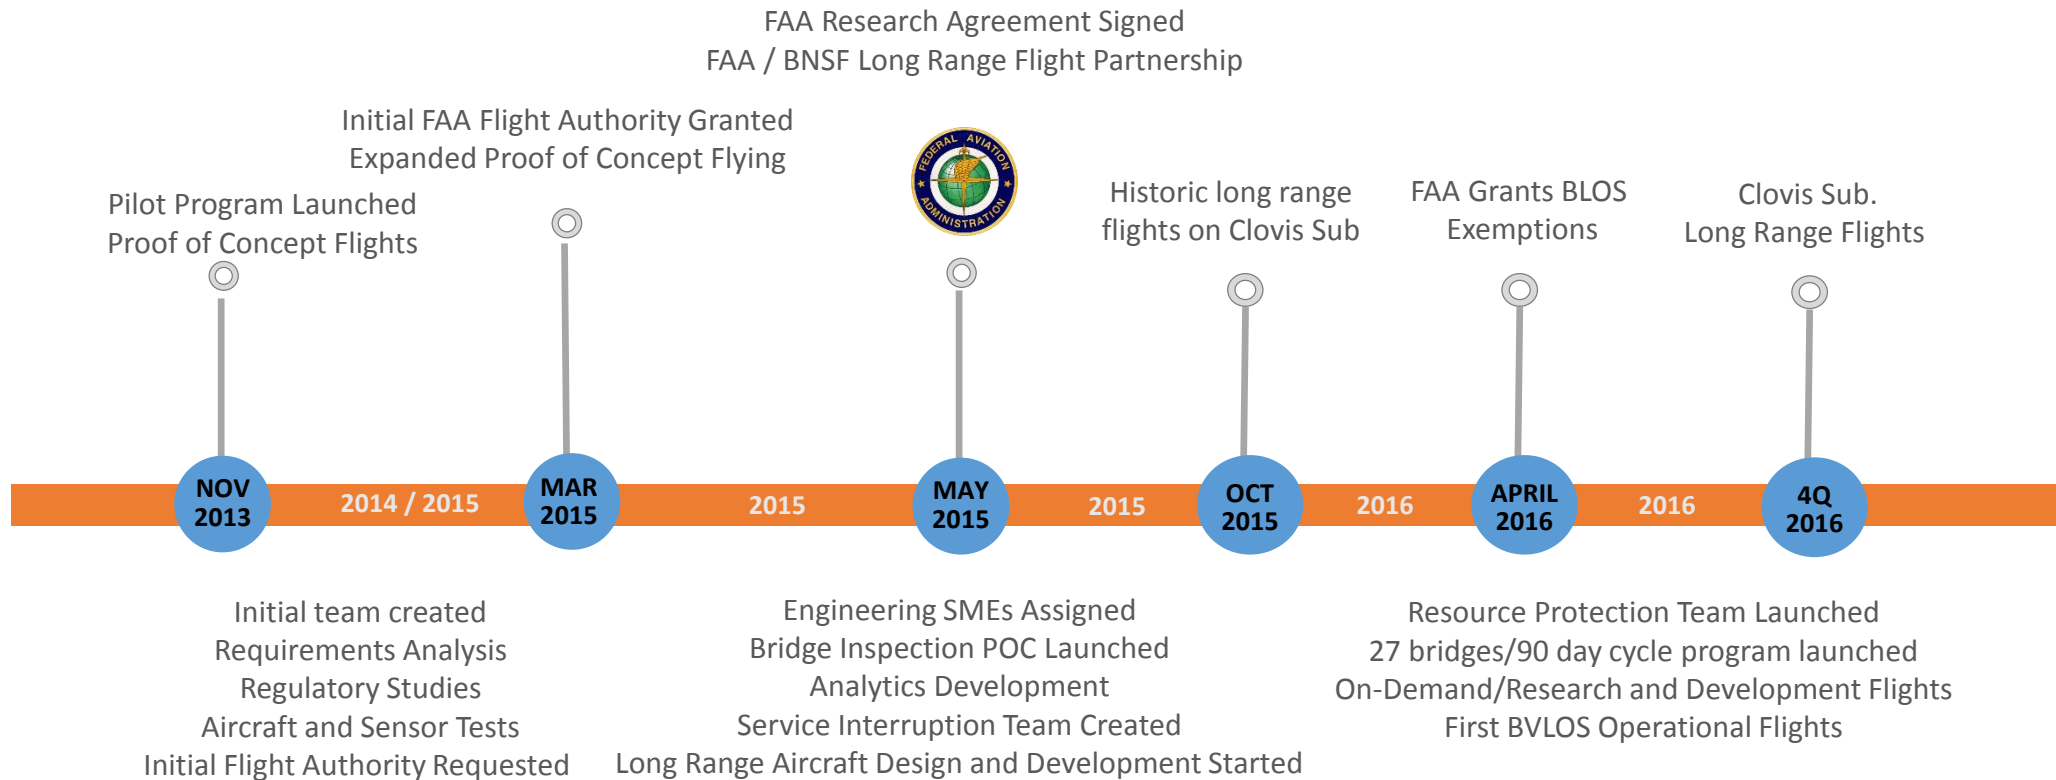 FAA Research Agreement Signed
FAA / BNSF Long Range Flight Partnership
Initial FAA Flight Authority Granted
Expanded Proof of Concept Flying
FEDERAL AVIATION
ADMINISTRATION
Pilot Program Launched
Proof of Concept Flights
Historic long range
flights on Clovis Sub
FAA Grants BLOS
Exemptions
Clovis Sub.
Long Range Flights
NOV
2013
2014 / 2015
MAR
2015
2015
MAY
2015
2015
OCT
2015
2016
APRIL
2016
2016
4Q
2016
Initial team created
Requirements Analysis
Regulatory Studies
Aircraft and Sensor Tests
Initial Flight Authority Requested
Engineering SMEs Assigned
Bridge Inspection POC Launched
Analytics Development
Service Interruption Team Created
Long Range Aircraft Design and Development Started
Resource Protection Team Launched
27 bridges/90 day cycle program launched
On-Demand/Research and Development Flights
First BVLOS Operational Flights